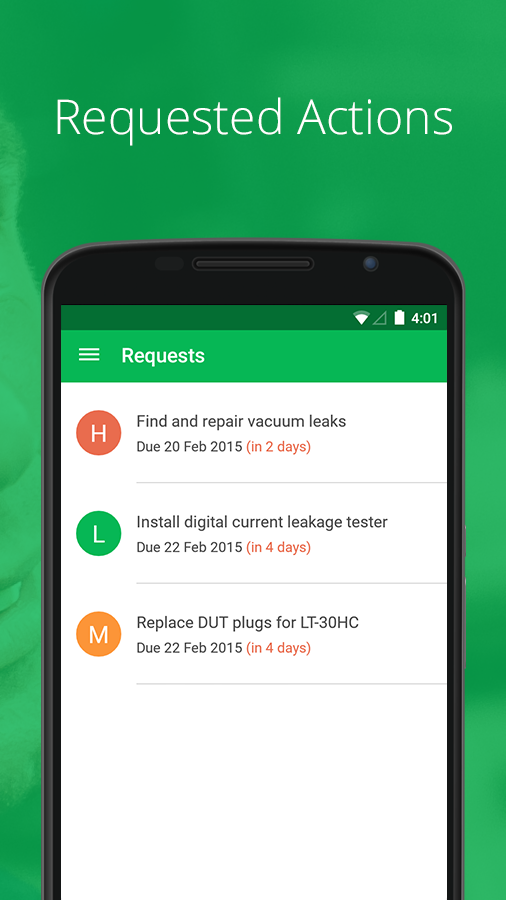 Requested Actions
4:01
Requests
H
Find and repair vacuum leaks
Due 20 Feb 2015 (in 2 days)
L
Install digital current leakage tester
Due 22 Feb 2015 (in 4 days)
M
Replace DUT plugs for LT-30HC
Due 22 Feb 2015 (in 4 days)